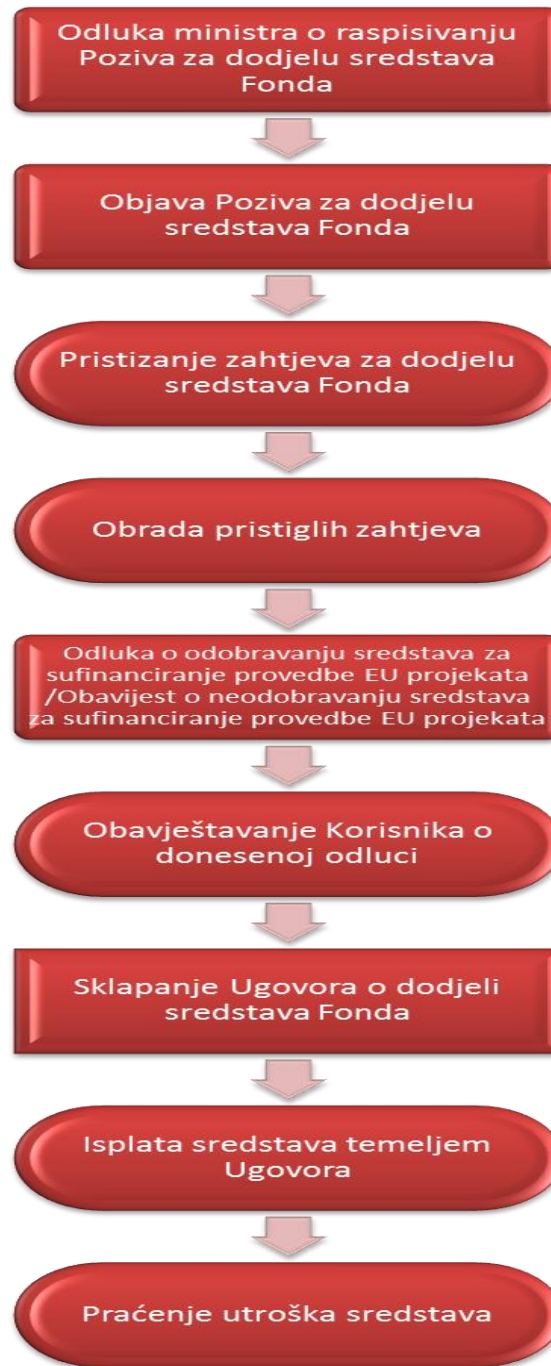 Odluka ministra o raspisivanju
Poziva za dodjelu sredstava
Fonda
Objava Poziva za dodjelu
sredstava Fonda
Pristizanje zahtjeva za dodjelu
sredstava Fonda
Obrada pristiglih zahtjeva
Odluka o odobravanju sredstava za
sufinanciranje provedbe EU projekata
/Obavijest o neodobravanju sredstava
za sufinanciranje provedbe EU projekata
Obavještavanje Korisnika o
donesenoj odluci
Sklapanje Ugovora o dodjeli
sredstava Fonda
Isplata sredstava temeljem
Ugovora
Praćenje utroška sredstava